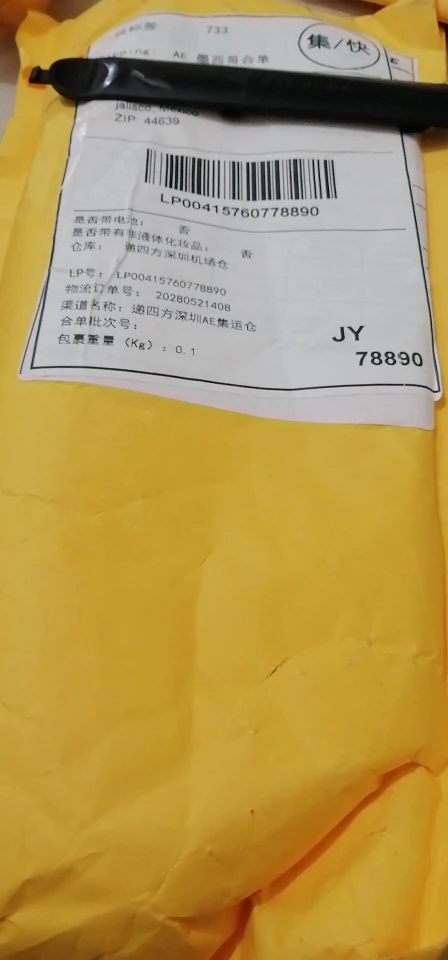 733
集/快
AE 墨西哥合单
jalisco, Mexico
ZIP: 44639
LP00415760778890
是否带电池： 否
是否带有非液体化妆品： 否
仓库： 递四方深圳机场仓
LP号： LP00415760778890
物流订单号： 20280521408
渠道名称：递四方深圳AE集运仓
合单批次号：
包裹重量（Kg）：0.1
JY
78890